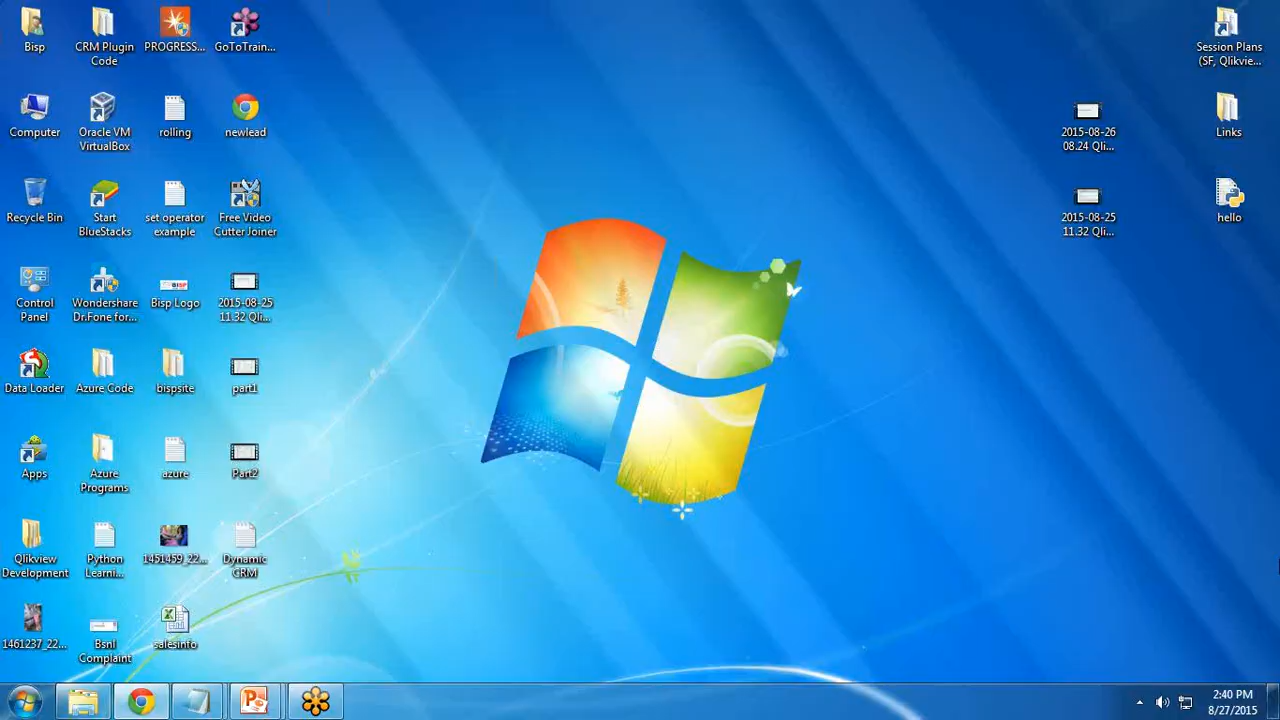 Bisp
CRM Plugin
Code
PROGRESS...
GoToTrain...
Session Plans
(SF, Qlikvie...
Computer
Oracle VM
VirtualBox
rolling
newlead
2015-08-26
08.24 Qli...
Links
Recycle Bin
Start
BlueStacks
set operator
example
Free Video
Cutter Joiner
2015-08-25
11.32 Qli...
hello
Control
Panel
Wondershare
Dr.Fone for...
BISP
Bisp Logo
2015-08-25
11.32 Qli...
Data Loader
Azure Code
bispsite
part1
Apps
Azure
Programs
azure
Part2
Qlikview
Development
Python
Learni...
1451459_22...
Dynamic
CRM
1461237_22...
Bsnl
Complaint
salesinfo
2:40 PM
8/27/2015